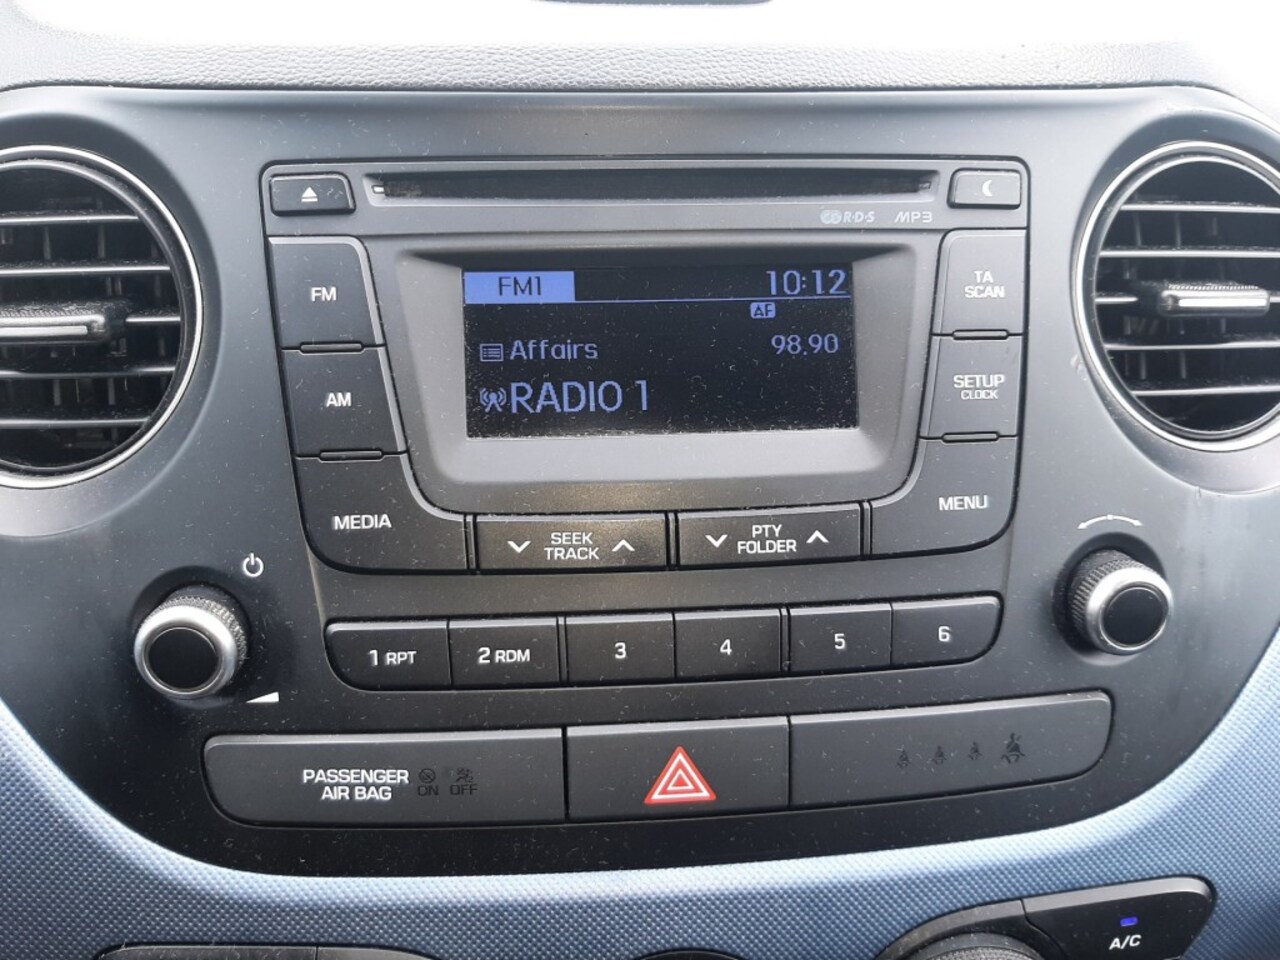 R·D·S MP3
FM
FM1
10:12
TA
SCAN
AF
Affairs
98.90
RADIO 1
AM
SETUP
CLOCK
MEDIA
SEEK
TRACK
PTY
FOLDER
MENU
1 RPT
2 RDM
3
4
5
6
PASSENGER
AIR BAG
ON OFF
A/C